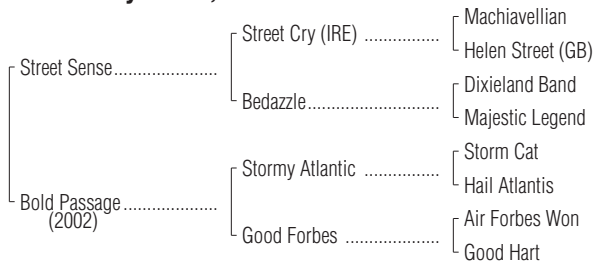 Machiavellian
Street Cry (IRE) ................
Helen Street (GB)
Street Sense......................
Dixieland Band
Bedazzle............................
Majestic Legend
Storm Cat
Stormy Atlantic ................
Hail Atlantis
Bold Passage....................
(2002)
Air Forbes Won
Good Forbes ....................
Good Hart